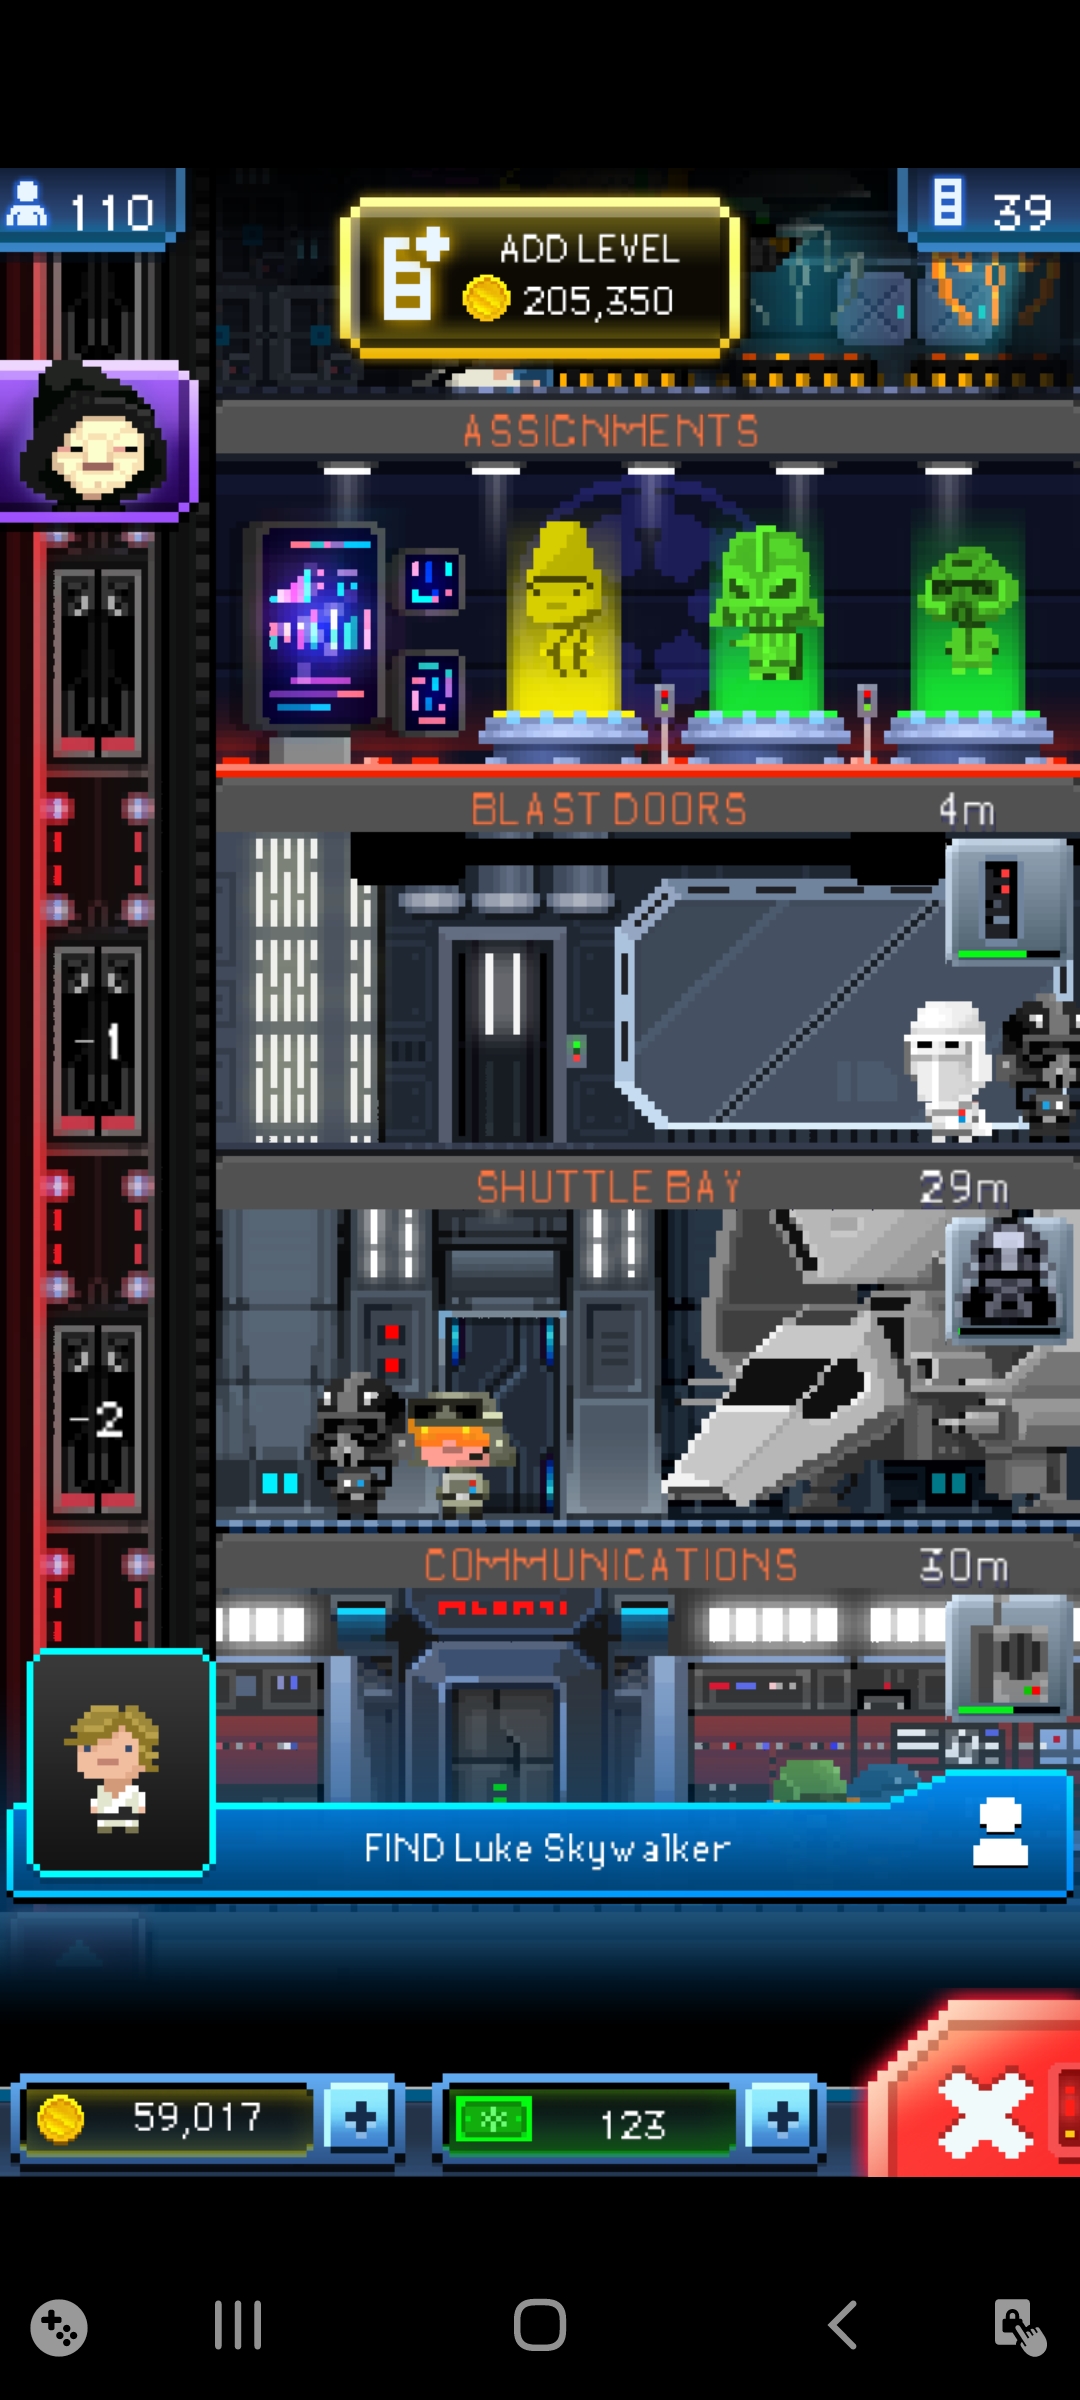 110
ADD LEVEL
205,350
39
ASSIGNMENTS
BLAST DOORS
4m
-1
SHUTTLE BAY
29m
-2
COMMUNICATIONS
30m
FIND Luke Skywalker
59,017
123